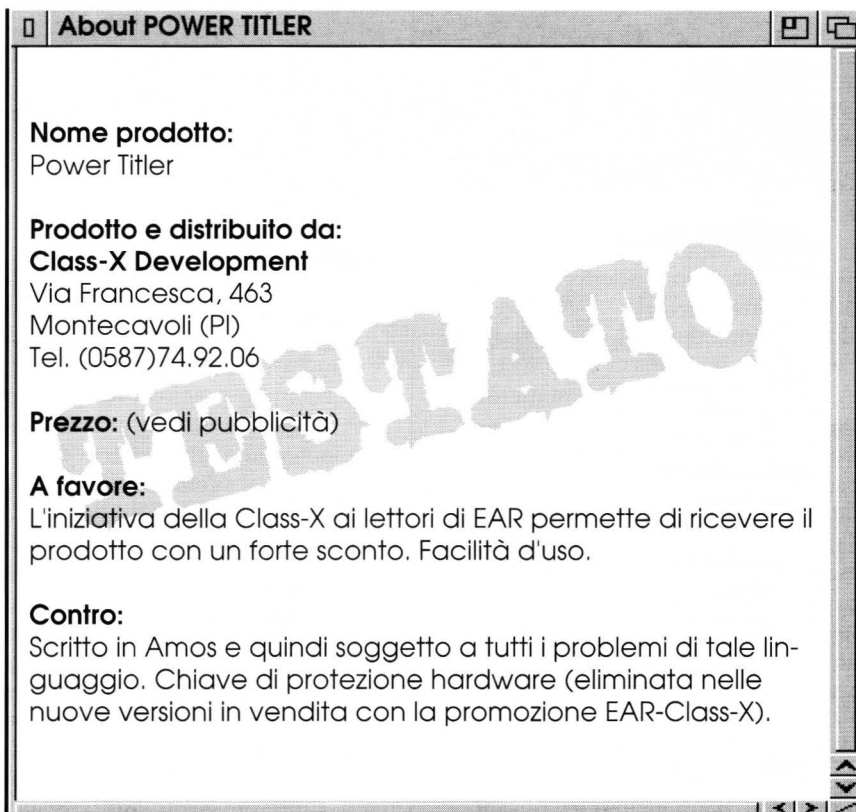 About POWER TITLER
Nome prodotto:
Power Titler
Prodotto e distribuito da:
Class-X Development
Via Francesca, 463
Montecavoli (PI)
Tel. (0587)74.92.06
TESTATO
Prezzo: (vedi pubblicità)
A favore:
L'iniziativa della Class-X ai lettori di EAR permette di ricevere il
prodotto con un forte sconto. Facilità d'uso.
Contro:
Scritto in Amos e quindi soggetto a tutti i problemi di tale lin-
guaggio. Chiave di protezione hardware (eliminata nelle
nuove versioni in vendita con la promozione EAR-Class-X).